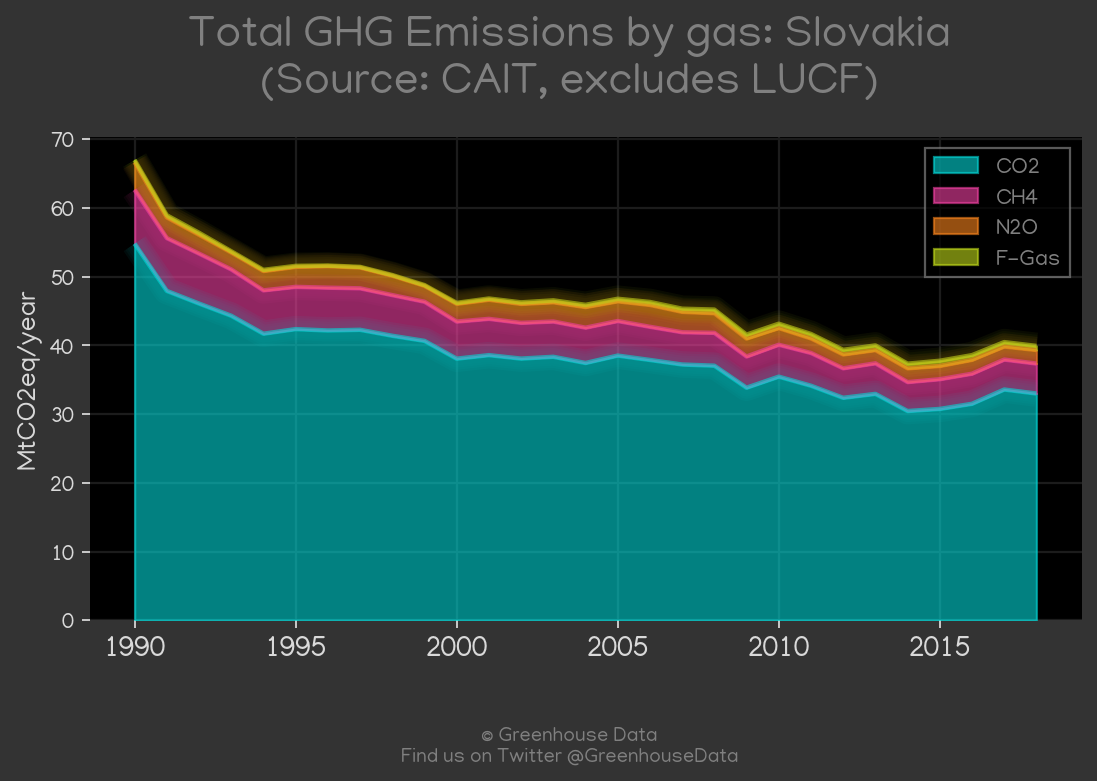 Total GHG Emissions by gas: Slovakia
(Source: CAIT, excludes LUCF)
70
60
50
40
30
20
10
0
MtCO2eq/year
CO2
CH4
N2O
F-Gas
1990 1995 2000 2005 2010 2015
© Greenhouse Data
Find us on Twitter @GreenhouseData